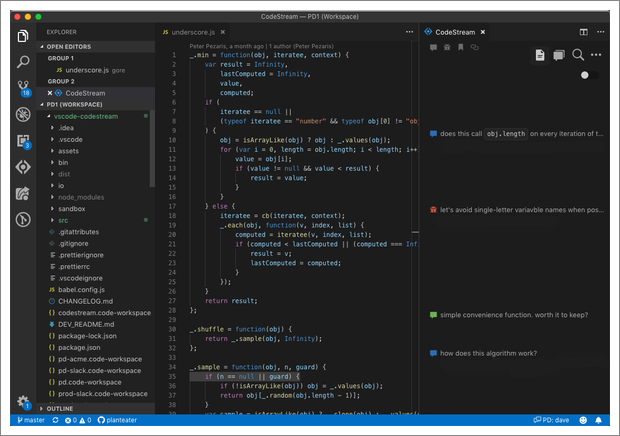 CodeStream — PD1 (Workspace)
EXPLORER
OPEN EDITORS
GROUP 1
JS underscore.js gore
GROUP 2
CodeStream
PD1 (WORKSPACE)
vscode-codestream
.idea
.vscode
assets
bin
dist
io
node_modules
sandbox
src
.gitattributes
.gitignore
.prettierignore
.prettierrc
.vscodeignore
babel.config.js
CHANGELOG.md
codestream.code-workspace
DEV_README.md
package-lock.json
package.json
pd-acme.code-workspace
pd-slack.code-workspace
pd.code-workspace
prod-slack.code-workspace
OUTLINE
18
3
1
JS underscore.js
Peter Pezaris, a month ago | 1 author (Peter Pezaris)
1 _.min = function(obj, iteratee, context) {
2 var result = Infinity,
3 lastComputed = Infinity,
4 value,
5 computed;
6 if (
7 iteratee == null ||
8 (typeof iteratee == "number" && typeof obj[0] != "ob
9 ) {
10 obj = isArrayLike(obj) ? obj : _.values(obj);
11 for (var i = 0, length = obj.length; i < length; i++
12 value = obj[i];
13 if (value != null && value < result) {
14 result = value;
15 }
16 }
17 } else {
18 iteratee = cb(iteratee, context);
19 _.each(obj, function(v, index, list) {
20 computed = iteratee(v, index, list);
21 if (computed < lastComputed || (computed === Inf
22 result = v;
23 lastComputed = computed;
24 }
25 });
26 }
27 return result;
28 };
29
30 _.shuffle = function(obj) {
31 return _.sample(obj, Infinity);
32 };
33
34 _.sample = function(obj, n, guard) {
35 if (n == null || guard) {
36 if (!isArrayLike(obj)) obj = _.values(obj);
37 return obj[_.random(obj.length - 1)];
38 }
CodeStream
does this call obj.length on every iteration of t...
let's avoid single-letter variavble names when pos...
simple convenience function. worth it to keep?
how does this algorithm work?
master
0 0
planteater
PD: dave